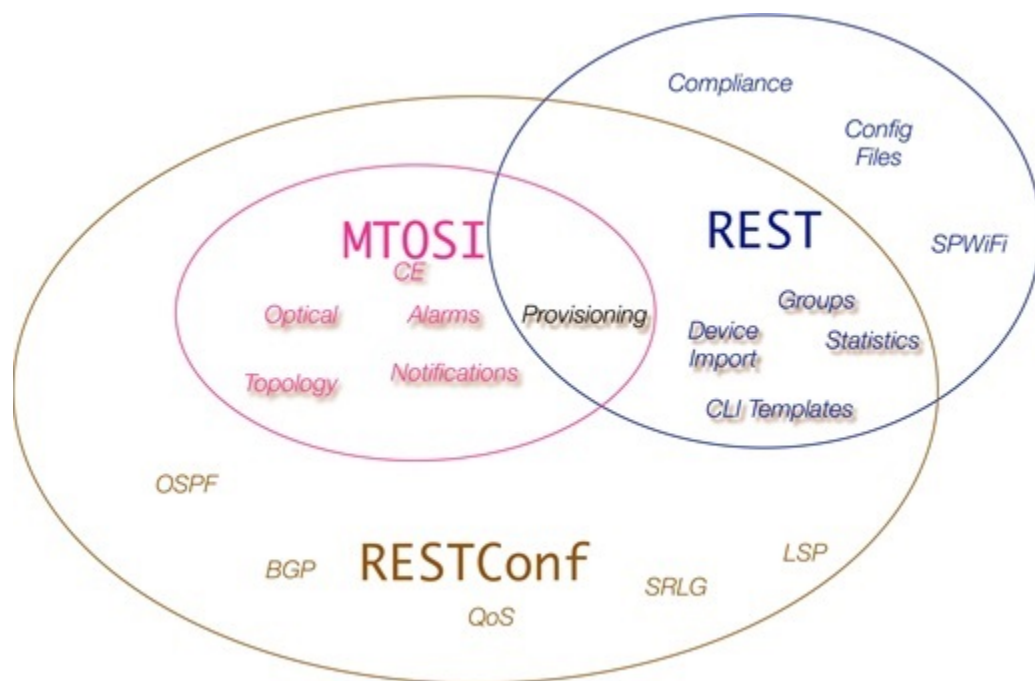 Compliance
Config
Files
MTOSI
REST
SPWiFi
CE
Optical
Alarms
Provisioning
Groups
Device
Import
Statistics
Topology
Notifications
CLI Templates
OSPF
BGP
RESTConf
LSP
SRLG
QoS